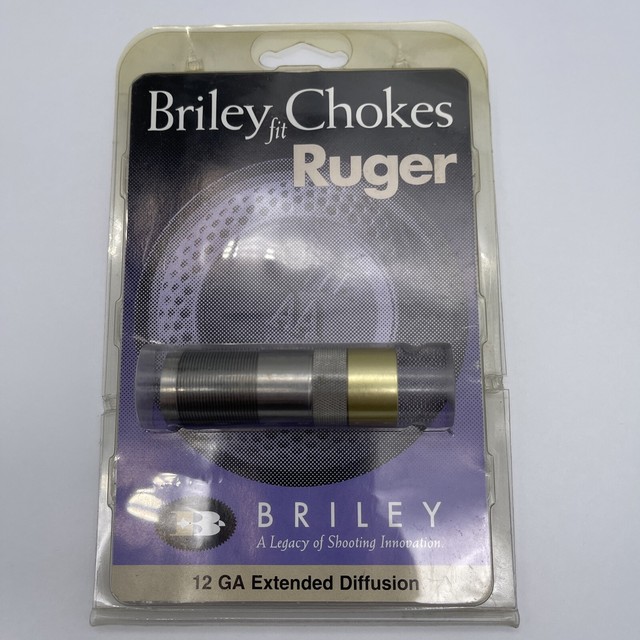 Briley fit Chokes
Ruger
BRILEY
A Legacy of Shooting Innovation
12 GA Extended Diffusion